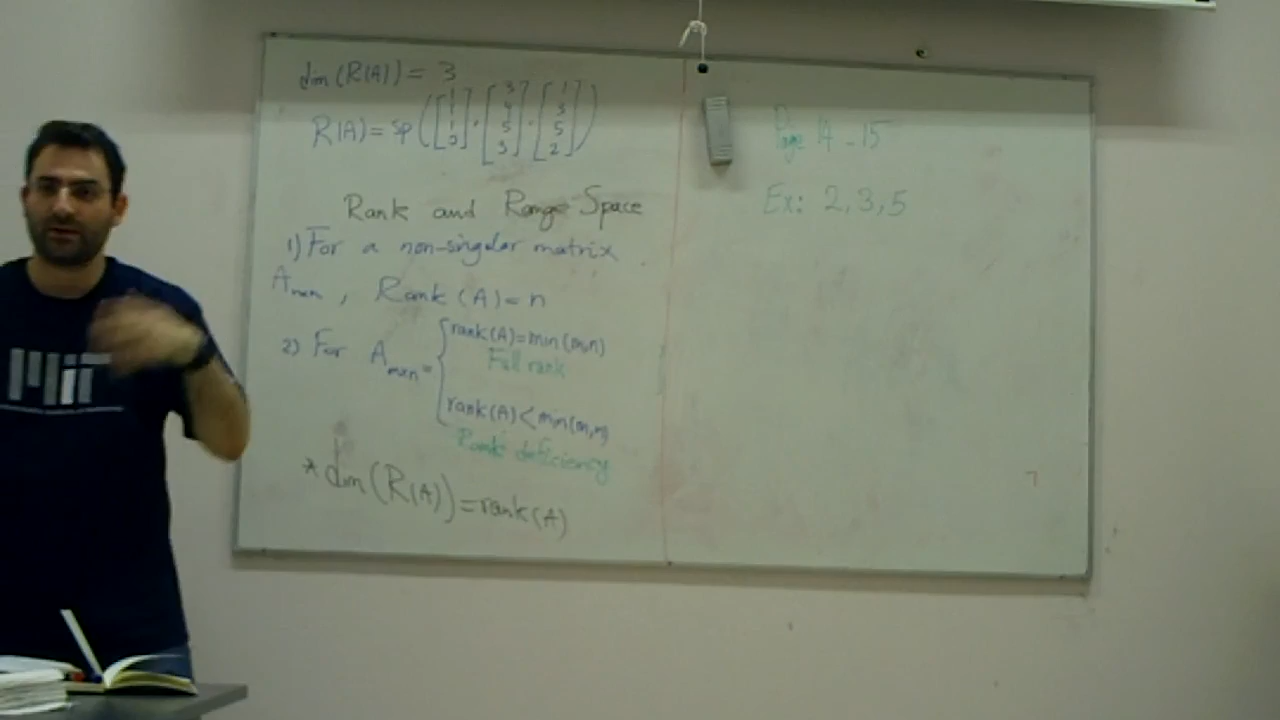 dim(R(A)) = 3
R(A) = sp([1 1 1 0], [3 4 5 3], [1 3 5 2])
Rank and Range Space
1) For a non-singular matrix
Anxn, Rank(A)=n
2) For Amxn = { rank(A)=min(m,n)
Full rank
rank(A)<min(m,n)
Rank deficiency
* dim(R(A))=rank(A)
Page 14 - 15
Ex: 2,3,5
MIT